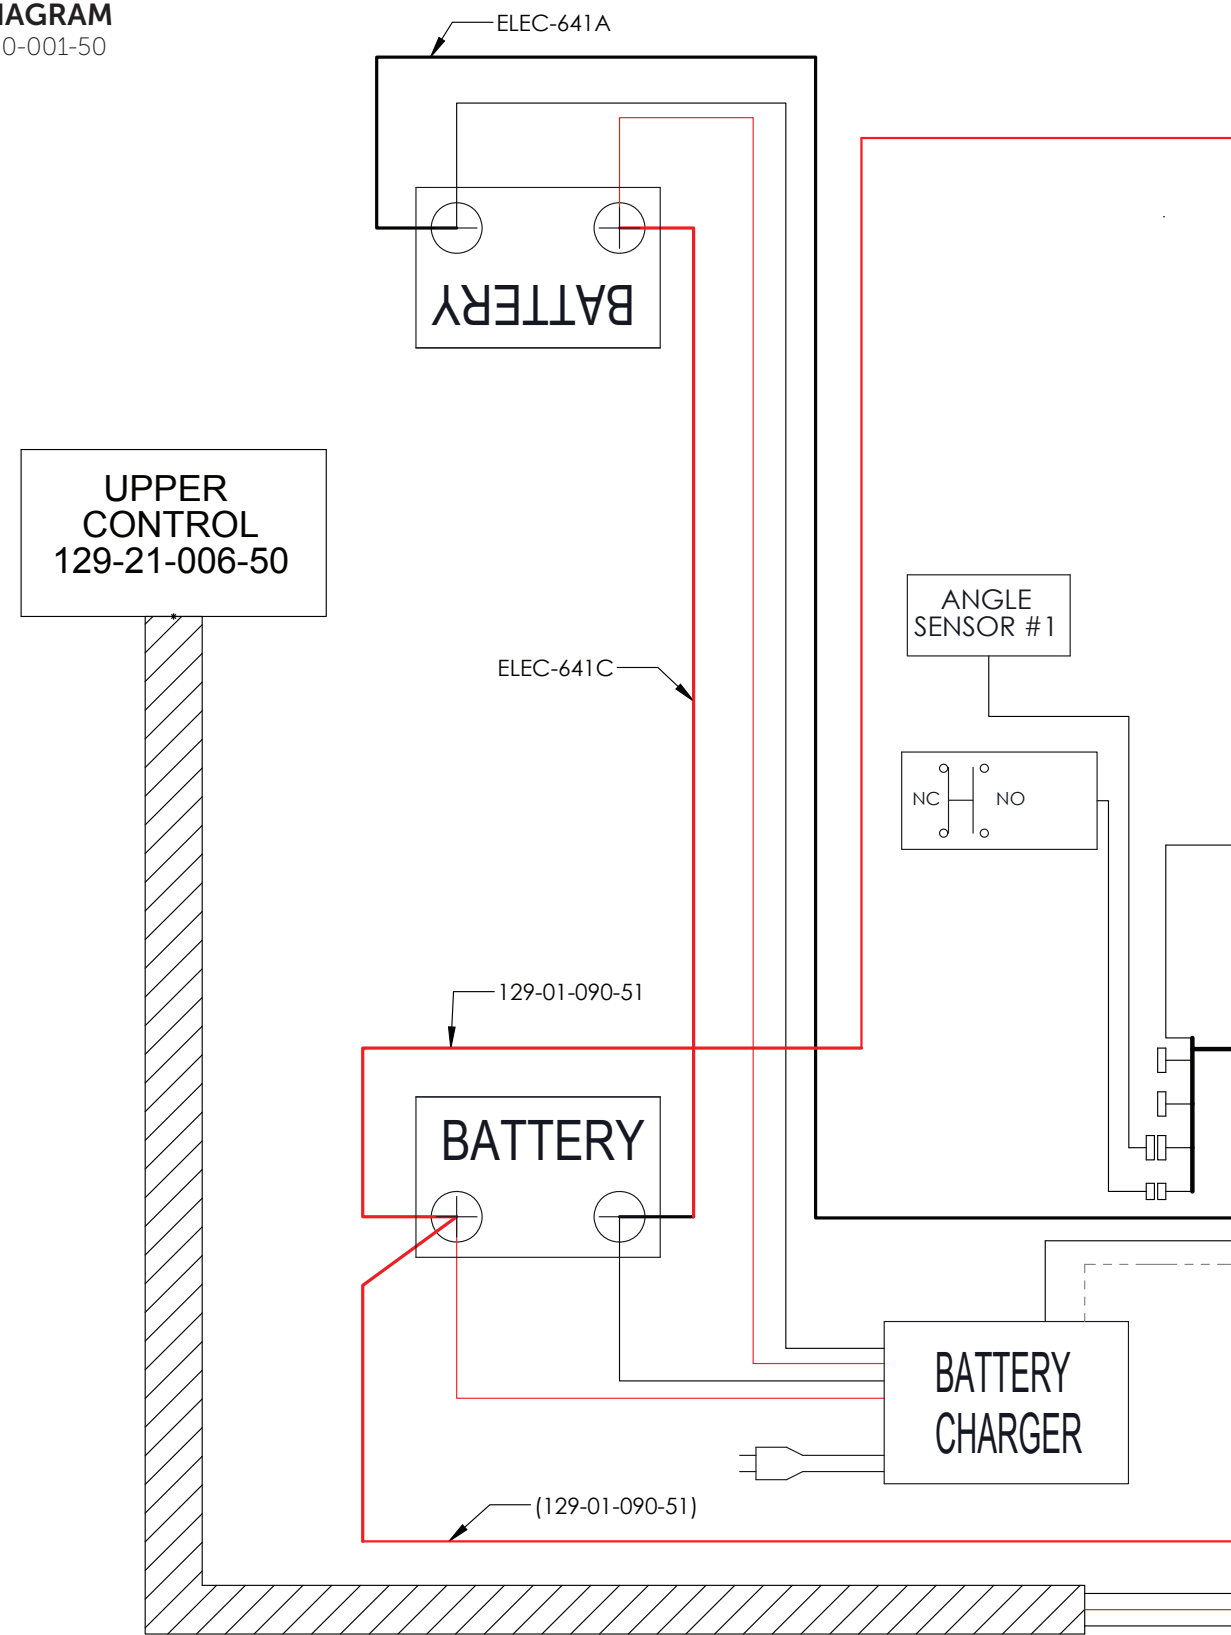 IAGRAM
0-001-50
ELEC-641A
BATTERY
UPPER
CONTROL
129-21-006-50
ANGLE
SENSOR #1
ELEC-641C
NC
NO
129-01-090-51
BATTERY
BATTERY
CHARGER
(129-01-090-51)